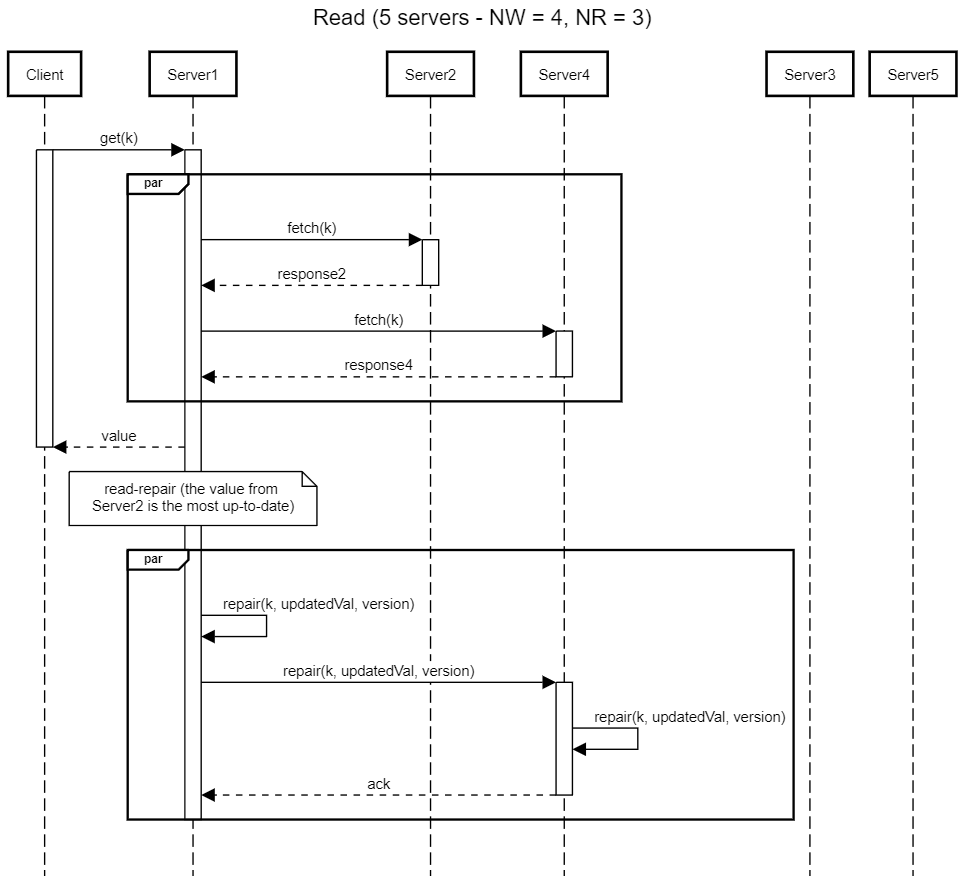 Read (5 servers - NW = 4, NR = 3)
Client
Server1
Server2
Server4
Server3
Server5
get(k)
par
fetch(k)
response2
fetch(k)
response4
value
read-repair (the value from
Server2 is the most up-to-date)
par
repair(k, updatedVal, version)
repair(k, updatedVal, version)
repair(k, updatedVal, version)
ack